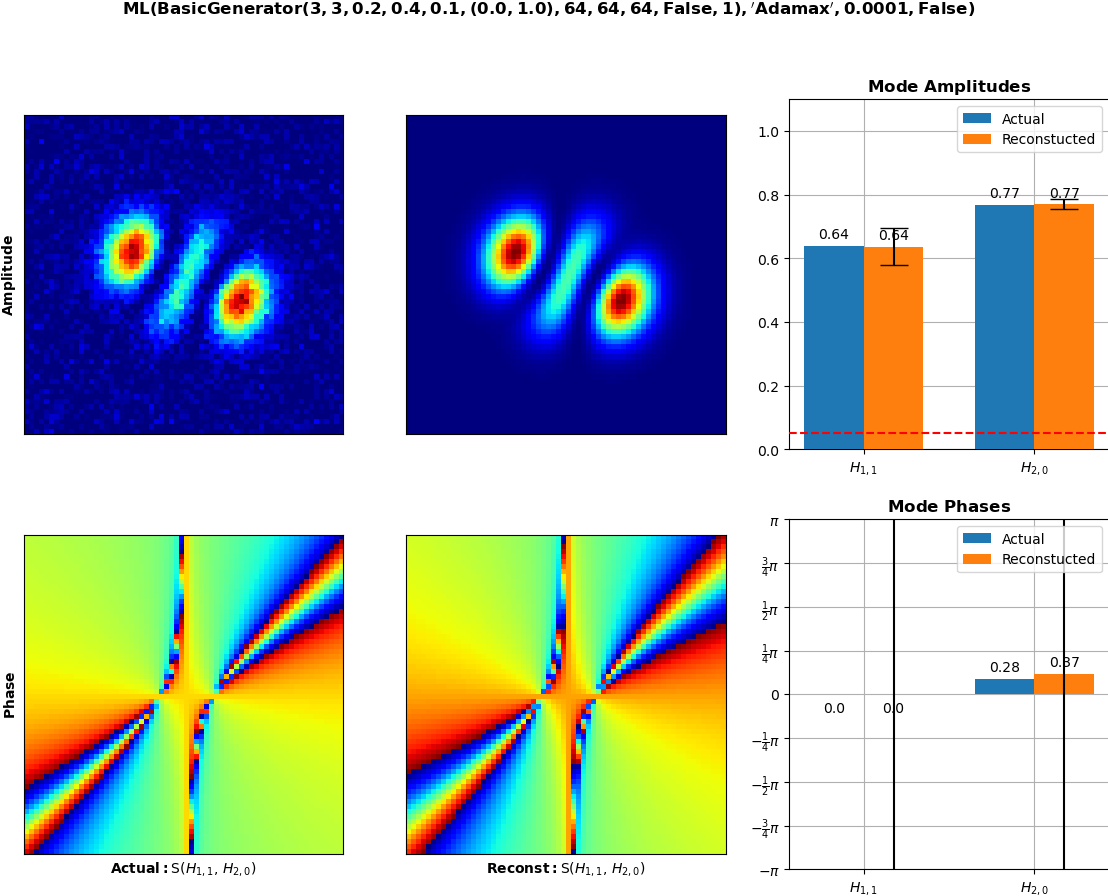 ML(BasicGenerator(3, 3, 0.2, 0.4, 0.1, (0.0, 1.0), 64, 64, 64, False, 1), ′Adamax′, 0.0001, False)
Amplitude
Mode Amplitudes
Actual
Reconstucted
1.0
0.8
0.6
0.4
0.2
0.0
0.64
0.64
0.77
0.77
H1, 1
H2, 0
Phase
Actual: S(H1, 1, H2, 0)
Reconst: S(H1, 1, H2, 0)
Mode Phases
Actual
Reconstucted
π
3/4π
1/2π
1/4π
0
−1/4π
−1/2π
−3/4π
−π
0.0
0.0
0.28
0.37
H1, 1
H2, 0